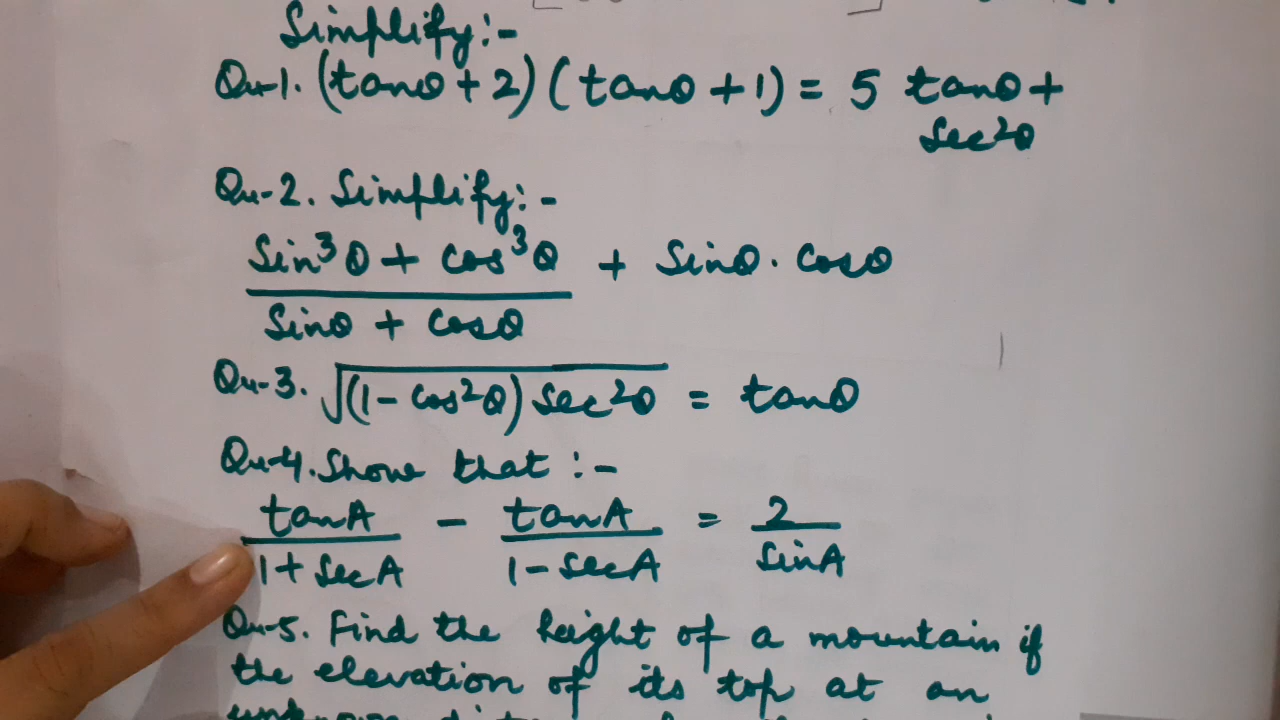 Simplify:-
Qu-1. (tanθ + 2) (tanθ + 1) = 5 tanθ +
sec²θ
Qu-2. Simplify:-
Sin³θ + cos³θ + sinθ . cosθ
Sinθ + cosθ
Qu-3. √(1 - cos²θ) sec²θ = tanθ
Qu-4. Show that :-
tanA - tanA = 2
1 + secA 1 - secA sinA
Qu-5. Find the height of a mountain if
the elevation of its top at an